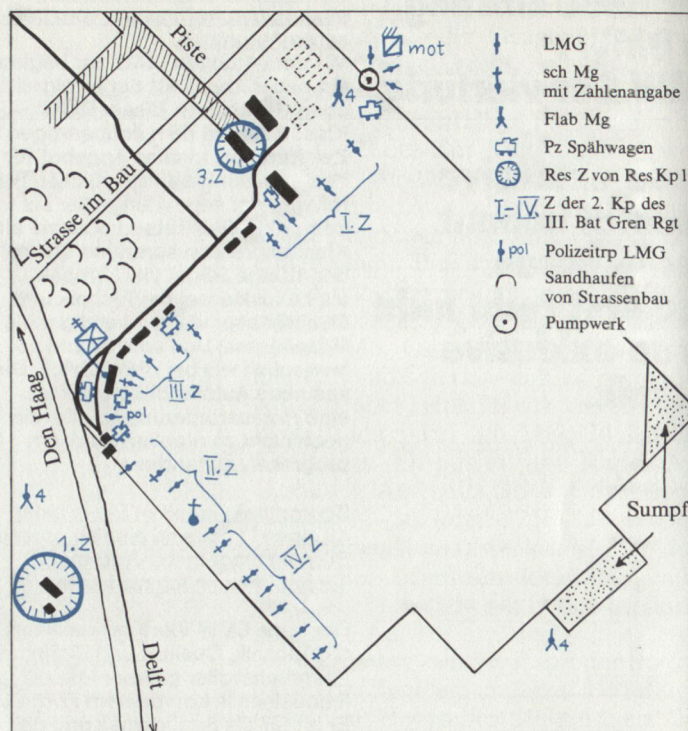 Piste
mot
4
3.Z
I.Z
Strasse im Bau
III.Z
pol
II.Z
IV.Z
Den Haag
4
1.Z
Delft
Sumpf
4
LMG
sch Mg
mit Zahlenangabe
Flab Mg
Pz Spähwagen
Res Z von Res Kp 1
I.-IV. Z der 2. Kp des
III. Bat Gren Rgt
pol Polizeitrp LMG
Sandhaufen
von Strassenbau
Pumpwerk